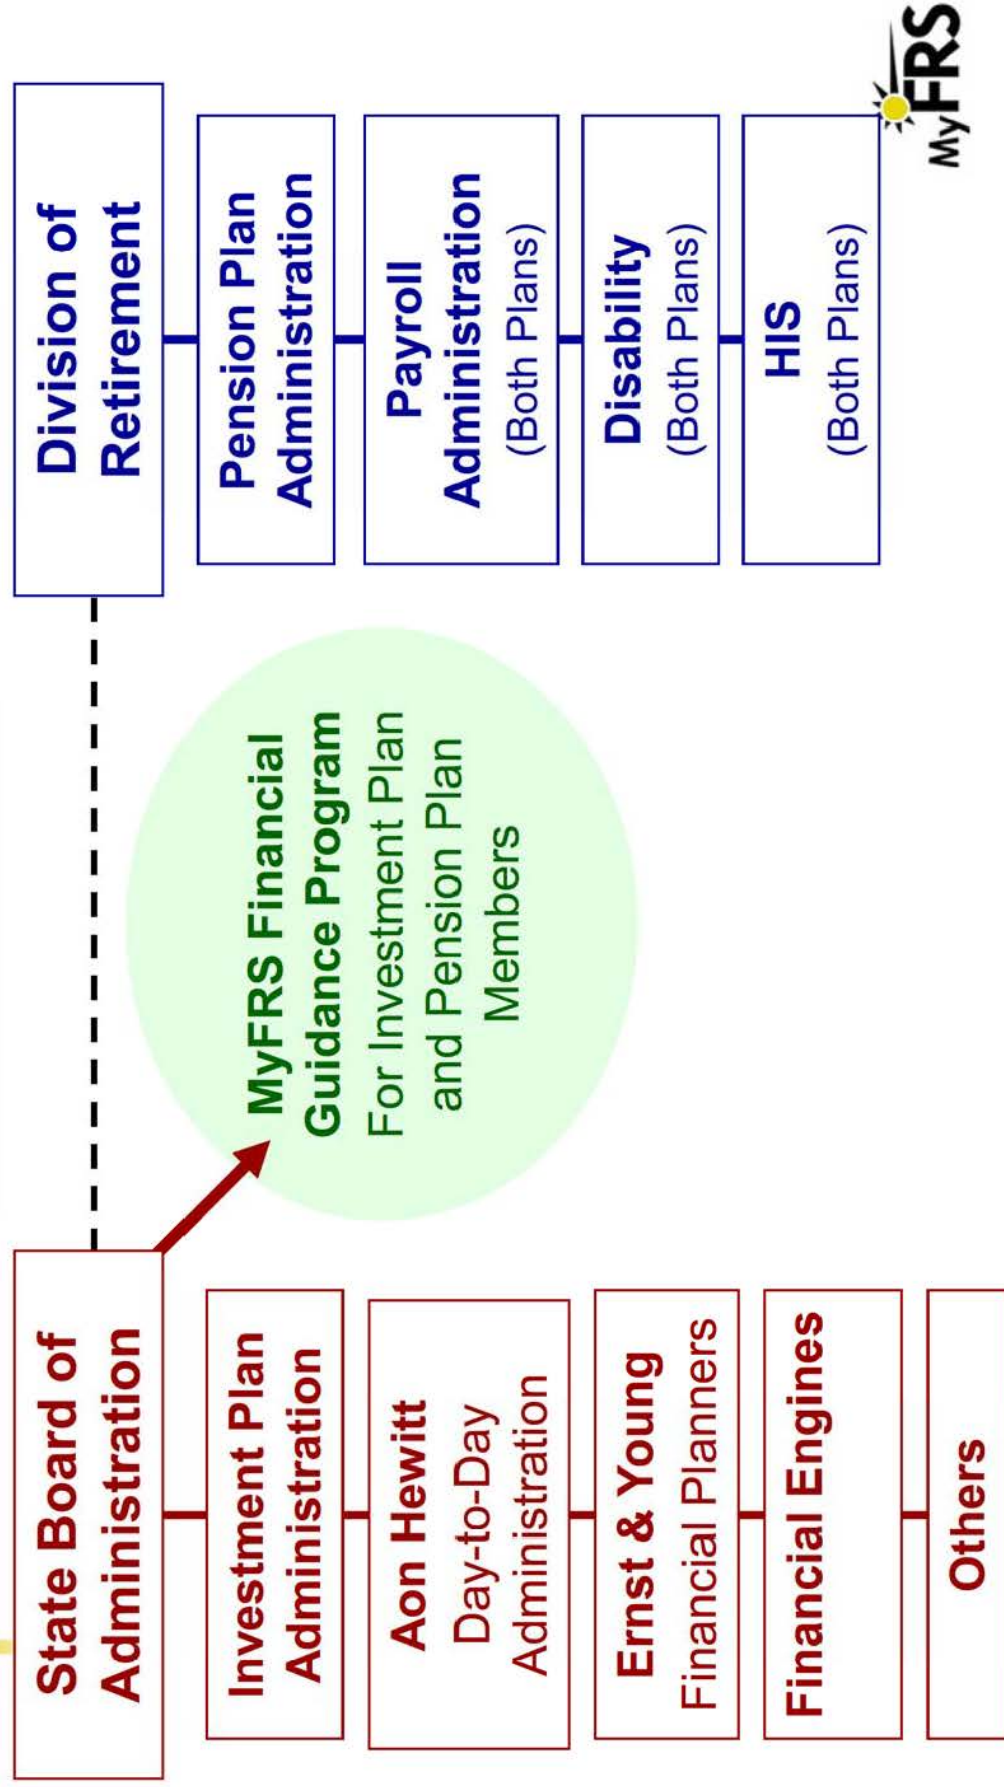 State Board of
Administration
Investment Plan
Administration
Aon Hewitt
Day-to-Day
Administration
Ernst & Young
Financial Planners
Financial Engines
Others
MyFRS Financial
Guidance Program
For Investment Plan
and Pension Plan
Members
Division of
Retirement
Pension Plan
Administration
Payroll
Administration
(Both Plans)
Disability
(Both Plans)
HIS
(Both Plans)
MyFRS